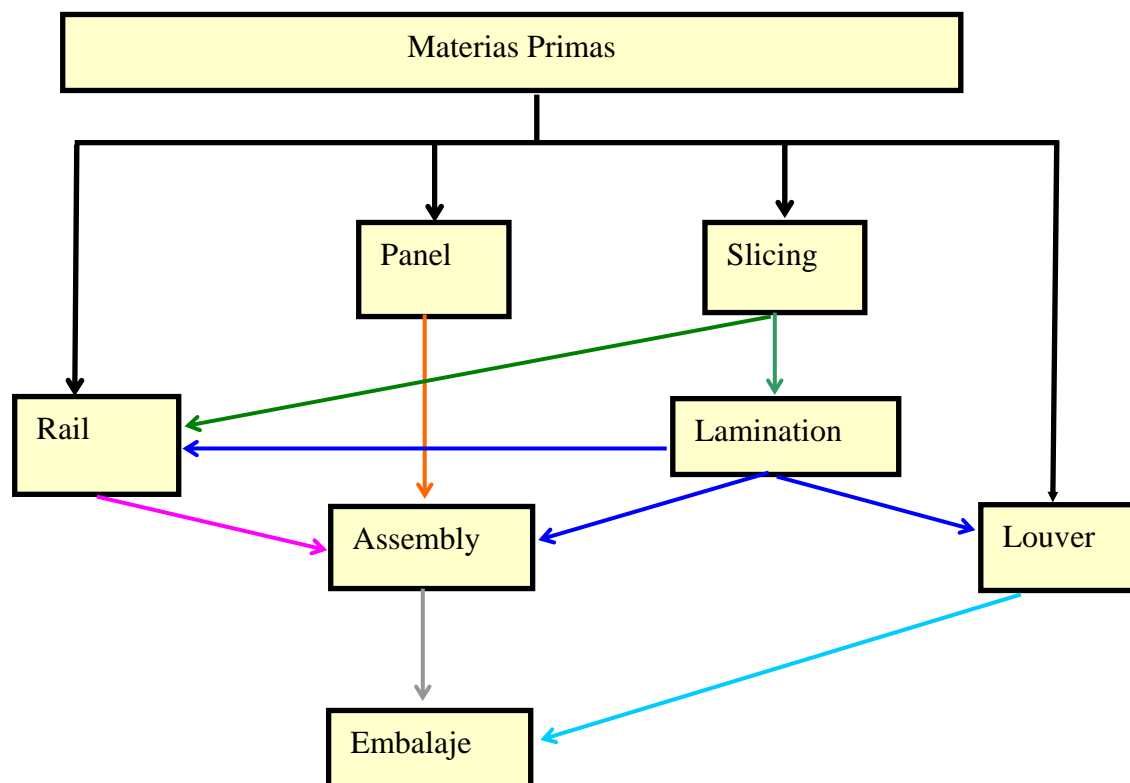 Materias Primas
Panel
Slicing
Rail
Lamination
Assembly
Louver
Embalaje